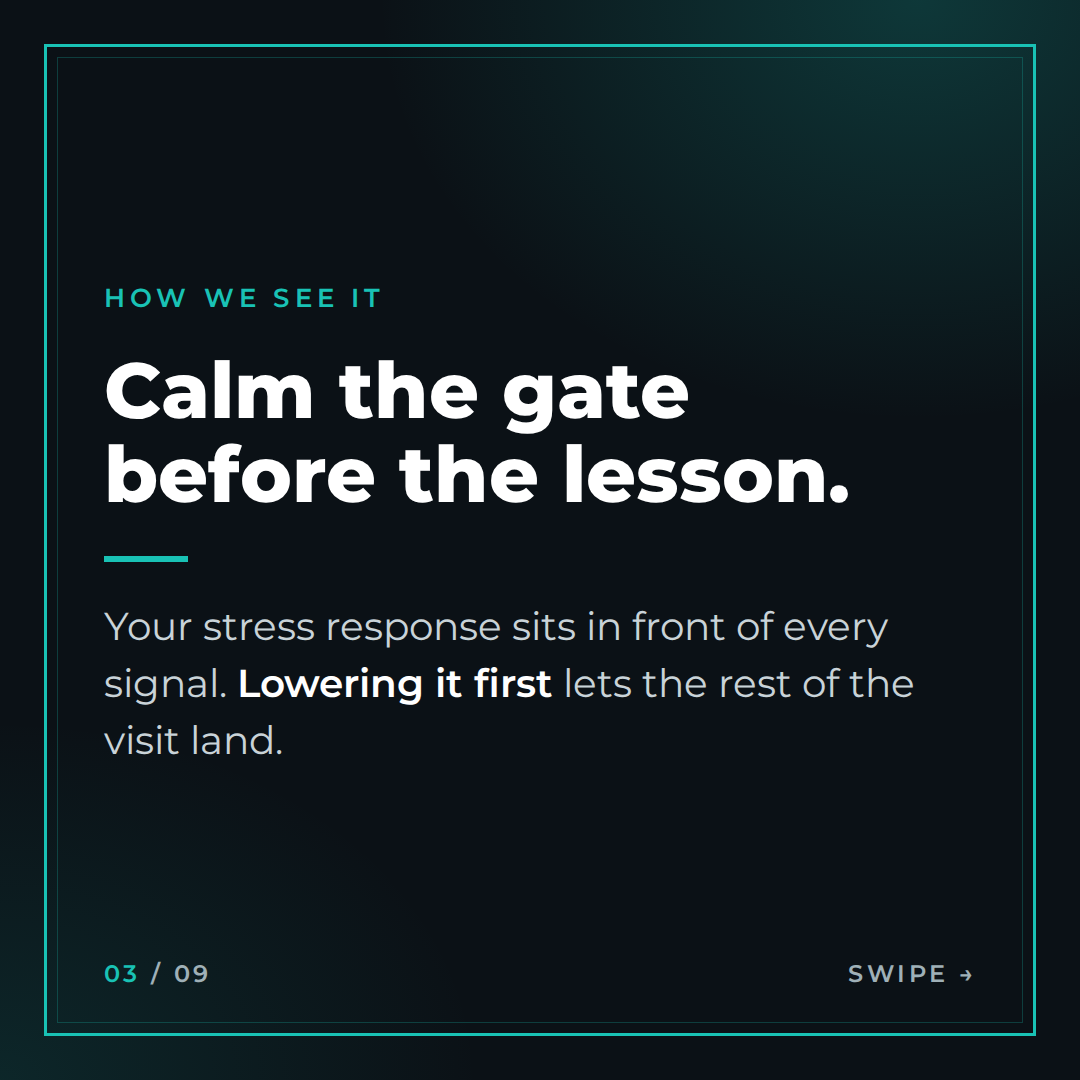 HOW WE SEE IT
Calm the gate
before the lesson.
Your stress response sits in front of every
signal. Lowering it first lets the rest of the
visit land.
03 / 09
SWIPE →